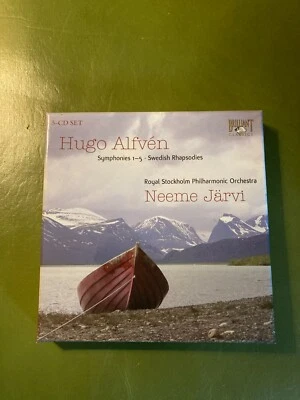 5-CD SET
BRILLIANT
CLASSICS
Hugo Alfvén
Symphonies 1–5 · Swedish Rhapsodies
Royal Stockholm Philharmonic Orchestra
Neeme Järvi